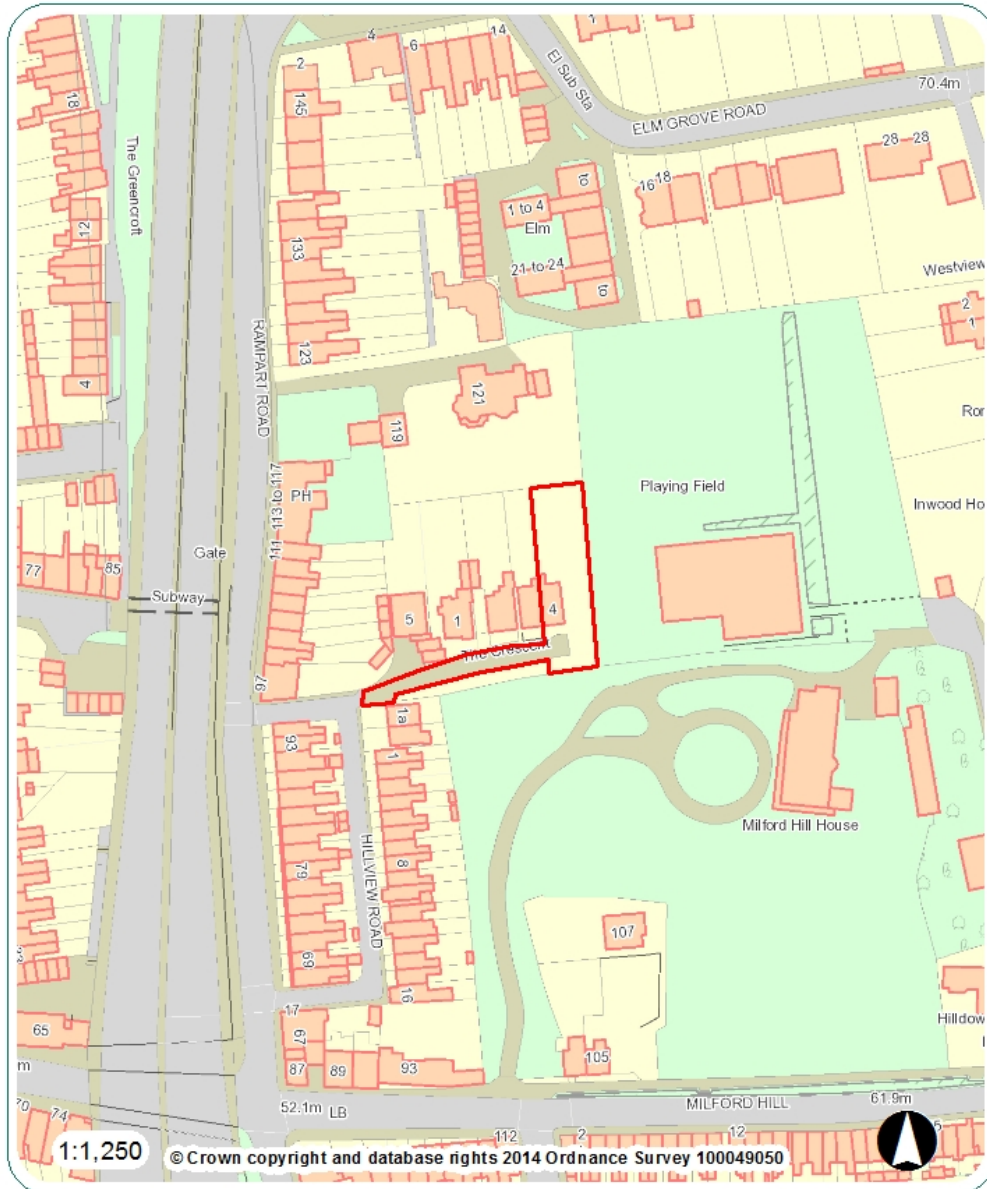 4
6
14
2
145
18
The Greencroft
El Sub Sta
ELM GROVE ROAD
70.4m
28
28
16
18
to
1 to 4
Elm
21 to 24
to
12
133
Westview
2
1
4
123
RAMPART ROAD
121
119
111
113 to 117
PH
Playing Field
Inwood Ho
Gate
77
85
Subway
5
1
4
The Crescent
97
1a
93
1
Milford Hill House
HILLVIEW ROAD
79
8
107
69
16
17
67
65
87
89
93
105
Hilldow
m
52.1m
LB
MILFORD HILL
61.9m
70
74
112
2
12
5
1:1,250
© Crown copyright and database rights 2014 Ordnance Survey 100049050